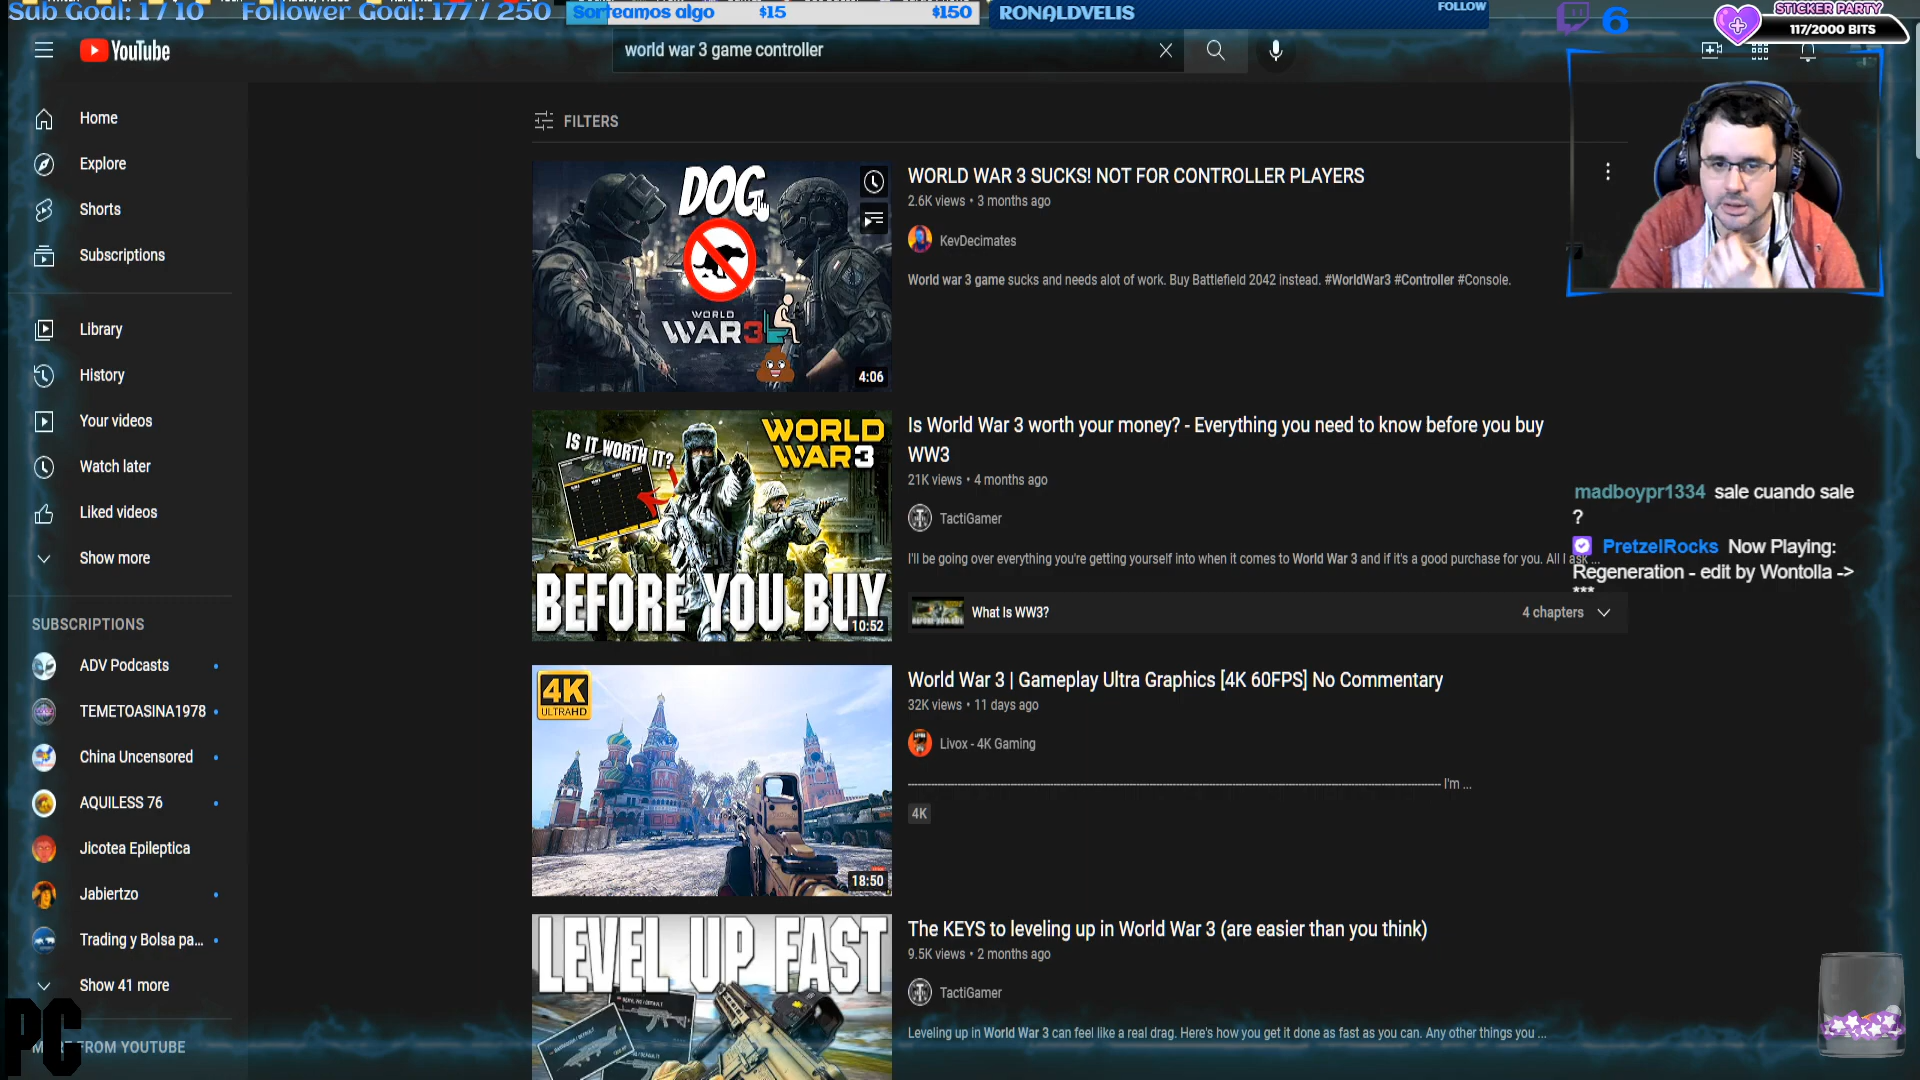 Sub Goal: 1 / 10
Follower Goal: 177 / 250
Sorteamos algo $15 $150
RONALDVELIS
FOLLOW
6
STICKER PARTY
117/2000 BITS
YouTube
world war 3 game controller
Home
Explore
Shorts
Subscriptions
Library
History
Your videos
Watch later
Liked videos
Show more
SUBSCRIPTIONS
ADV Podcasts
TEMETOASINA1978
China Uncensored
AQUILESS 76
Jicotea Epileptica
Jabiertzo
Trading y Bolsa pa...
Show 41 more
FROM YOUTUBE
PC
FILTERS
DOG
WORLD
WAR3
4:06
WORLD WAR 3 SUCKS! NOT FOR CONTROLLER PLAYERS
2.6K views • 3 months ago
KevDecimates
World war 3 game sucks and needs alot of work. Buy Battlefield 2042 instead. #WorldWar3 #Controller #Console.
IS IT WORTH IT?
WORLD
WAR 3
BEFORE YOU BUY
10:52
Is World War 3 worth your money? - Everything you need to know before you buy
WW3
21K views • 4 months ago
TactiGamer
I'll be going over everything you're getting yourself into when it comes to World War 3 and if it's a good purchase for you. All I ask ...
What Is WW3?
4 chapters
4K
ULTRAHD
18:50
World War 3 | Gameplay Ultra Graphics [4K 60FPS] No Commentary
32K views • 11 days ago
Livox - 4K Gaming
I'm ...
4K
LEVEL UP FAST
The KEYS to leveling up in World War 3 (are easier than you think)
9.5K views • 2 months ago
TactiGamer
Leveling up in World War 3 can feel like a real drag. Here's how you get it done as fast as you can. Any other things you ...
madboypr1334 sale cuando sale
?
PretzelRocks Now Playing:
Regeneration - edit by Wontolla ->
***